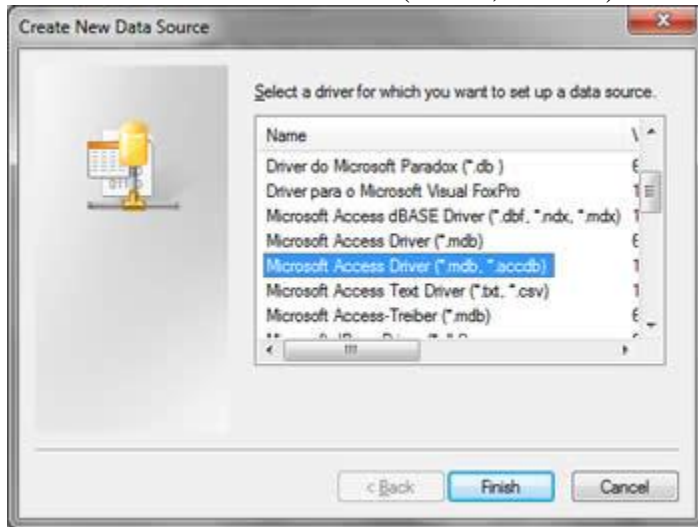 Create New Data Source
Select a driver for which you want to set up a data source.
Name
Driver do Microsoft Paradox (*.db )
Driver para o Microsoft Visual FoxPro
Microsoft Access dBASE Driver (*.dbf, *.ndx, *.mdx)
Microsoft Access Driver (*.mdb)
Microsoft Access Driver (*.mdb, *.accdb)
Microsoft Access Text Driver (*.txt, *.csv)
Microsoft Access-Treiber (*.mdb)
< Back Finish Cancel